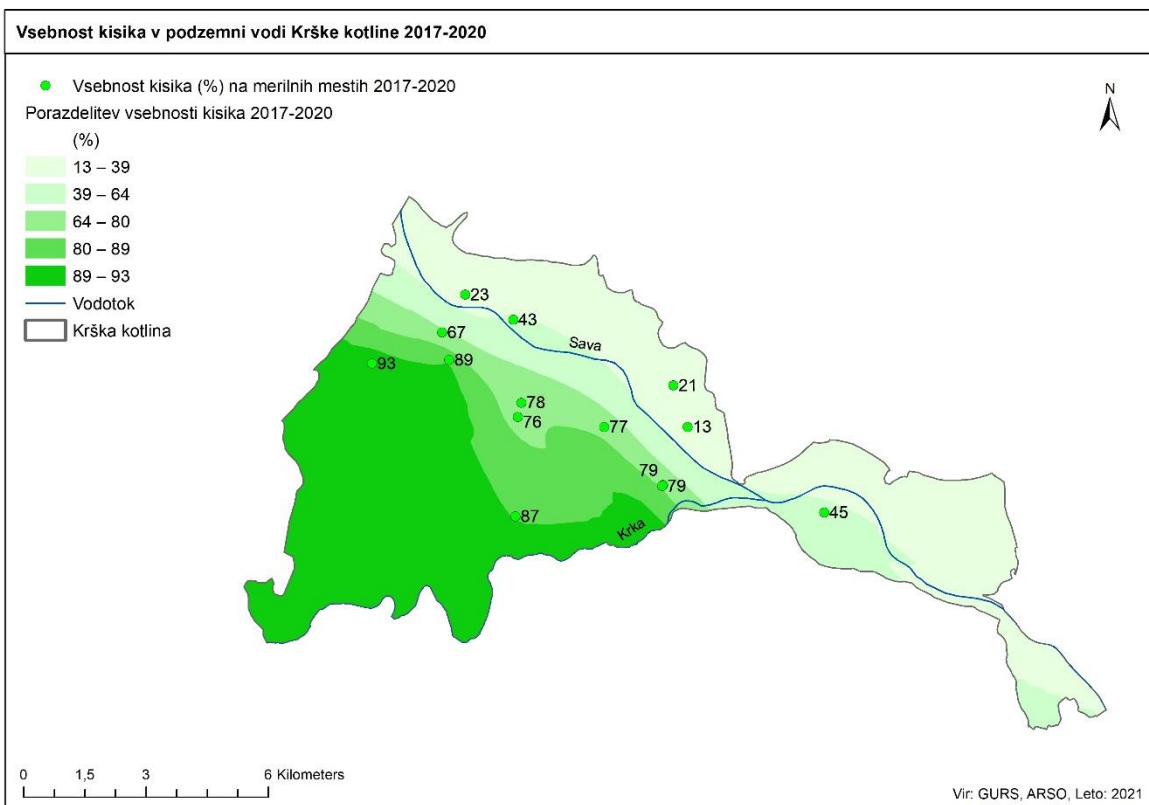 Vsebnost kisika v podzemni vodi Krške kotline 2017-2020
Vsebnost kisika (%) na merilnih mestih 2017-2020
Porazdelitev vsebnosti kisika 2017-2020
(%)
13 – 39
39 – 64
64 – 80
80 – 89
89 – 93
Vodotok
Krška kotlina
N
23
43
67
Sava
93
89
21
78
76
77
13
79
79
87
45
Krka
0 1,5 3 6 Kilometers
Vir: GURS, ARSO, Leto: 2021